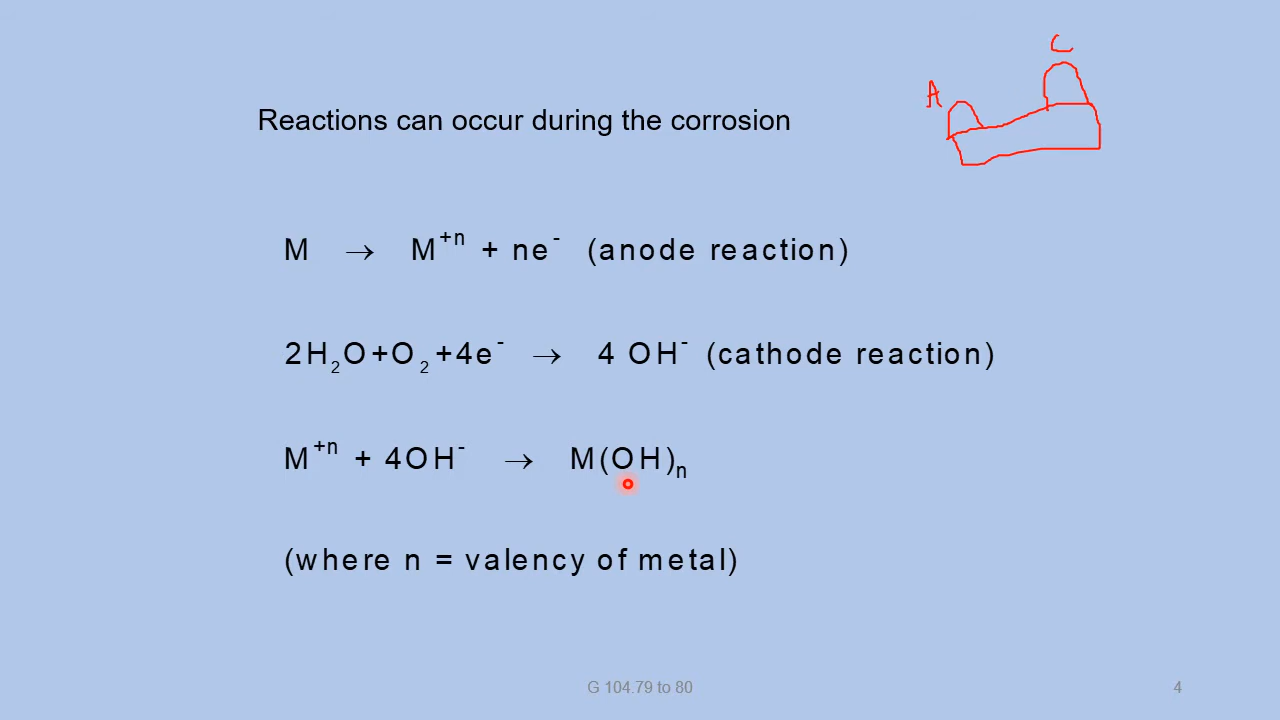 C
A
Reactions can occur during the corrosion
M → M⁺ⁿ + ne⁻ (anode reaction)
2H₂O+O₂+4e⁻ → 4 OH⁻ (cathode reaction)
M⁺ⁿ + 4OH⁻ → M(OH)ₙ
(where n = valency of metal)
G 104.79 to 80
4